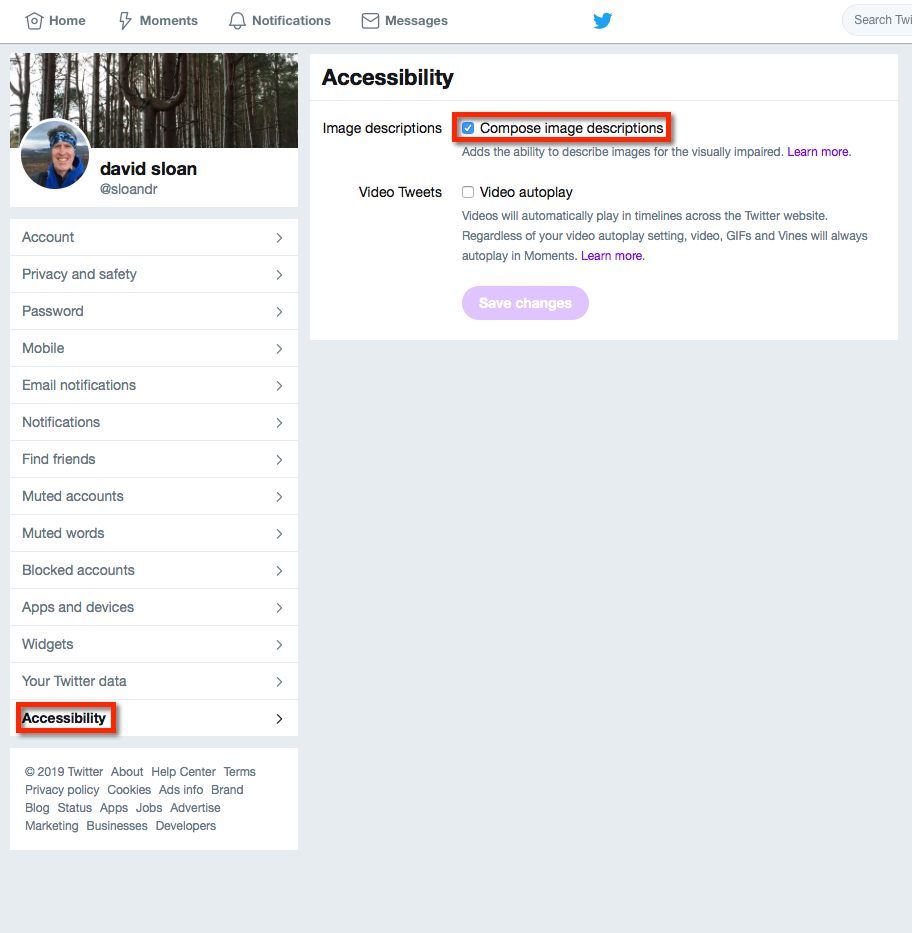 Home Moments Notifications Messages Search Twi
david sloan
@sloandr
Account
Privacy and safety
Password
Mobile
Email notifications
Notifications
Find friends
Muted accounts
Muted words
Blocked accounts
Apps and devices
Widgets
Your Twitter data
Accessibility
© 2019 Twitter About Help Center Terms
Privacy policy Cookies Ads info Brand
Blog Status Apps Jobs Advertise
Marketing Businesses Developers
Accessibility
Image descriptions Compose image descriptions
Adds the ability to describe images for the visually impaired. Learn more.
Video Tweets Video autoplay
Videos will automatically play in timelines across the Twitter website.
Regardless of your video autoplay setting, video, GIFs and Vines will always
autoplay in Moments. Learn more.
Save changes